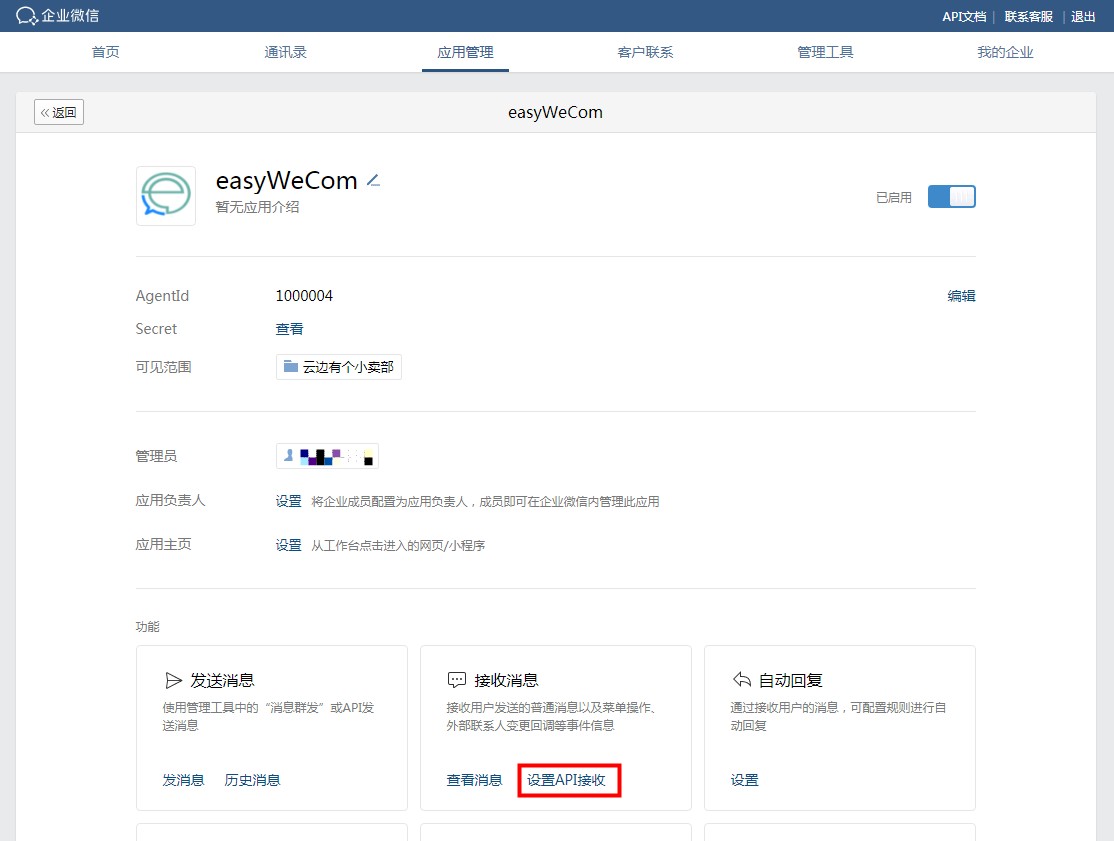 企业微信
API文档 | 联系客服 | 退出
首页 通讯录 应用管理 客户联系 管理工具 我的企业
«返回
easyWeCom
easyWeCom
暂无应用介绍
已启用
AgentId 1000004 编辑
Secret 查看
可见范围 云边有个小卖部
管理员
应用负责人 设置 将企业成员配置为应用负责人，成员即可在企业微信内管理此应用
应用主页 设置 从工作台点击进入的网页/小程序
功能
发送消息
使用管理工具中的“消息群发”或API发
送消息
发消息 历史消息
接收消息
接收用户发送的普通消息以及菜单操作、
外部联系人变更回调等事件信息
查看消息 设置API接收
自动回复
通过接收用户的消息，可配置规则进行自
动回复
设置